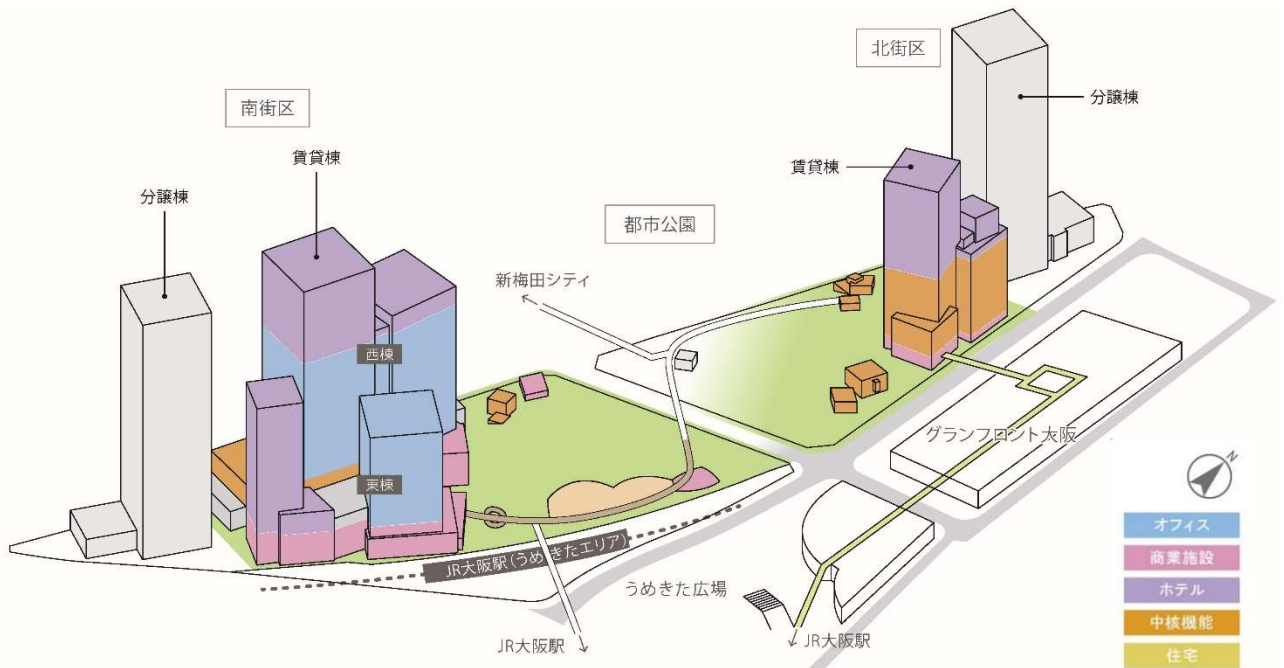 北街区
分譲棟
南街区
賃貸棟
賃貸棟
分譲棟
都市公園
新梅田シティ
西棟
グランフロント大阪
N
東棟
オフィス
JR大阪駅(うめきたエリア)
商業施設
うめきた広場
ホテル
中核機能
JR大阪駅
JR大阪駅
住宅